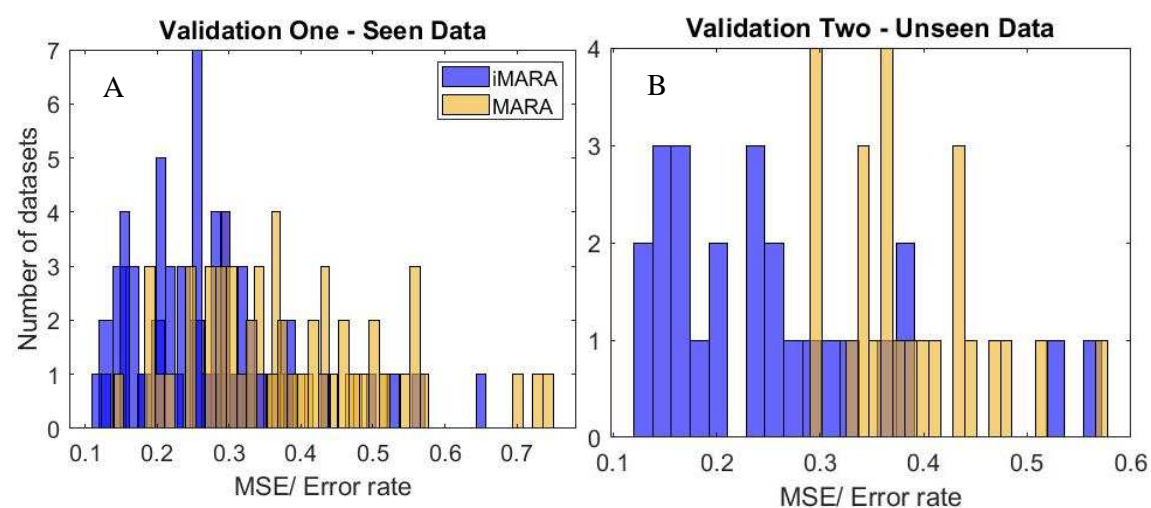 Validation One - Seen Data
A
iMARA
MARA
Number of datasets
7
6
5
4
3
2
1
0
0.1 0.2 0.3 0.4 0.5 0.6 0.7
MSE/ Error rate
Validation Two - Unseen Data
B
4
3
2
1
0
0.1 0.2 0.3 0.4 0.5 0.6
MSE/ Error rate